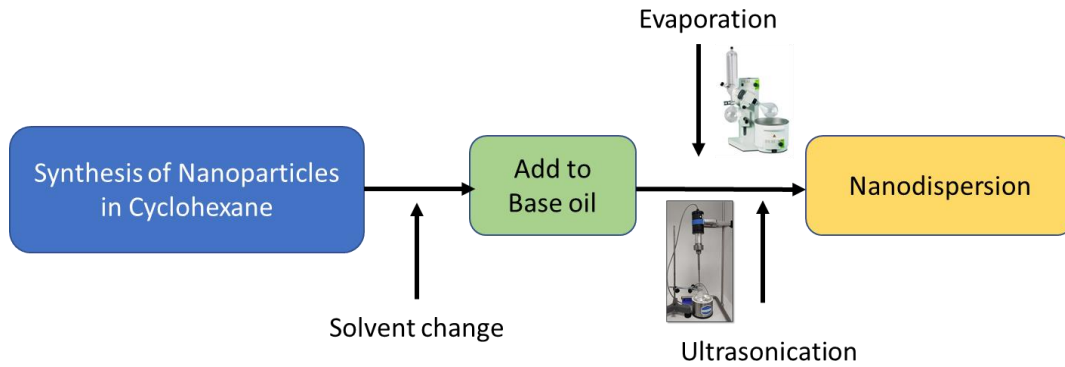 Evaporation
Synthesis of Nanoparticles
in Cyclohexane
Add to
Base oil
Nanodispersion
Solvent change
Ultrasonication